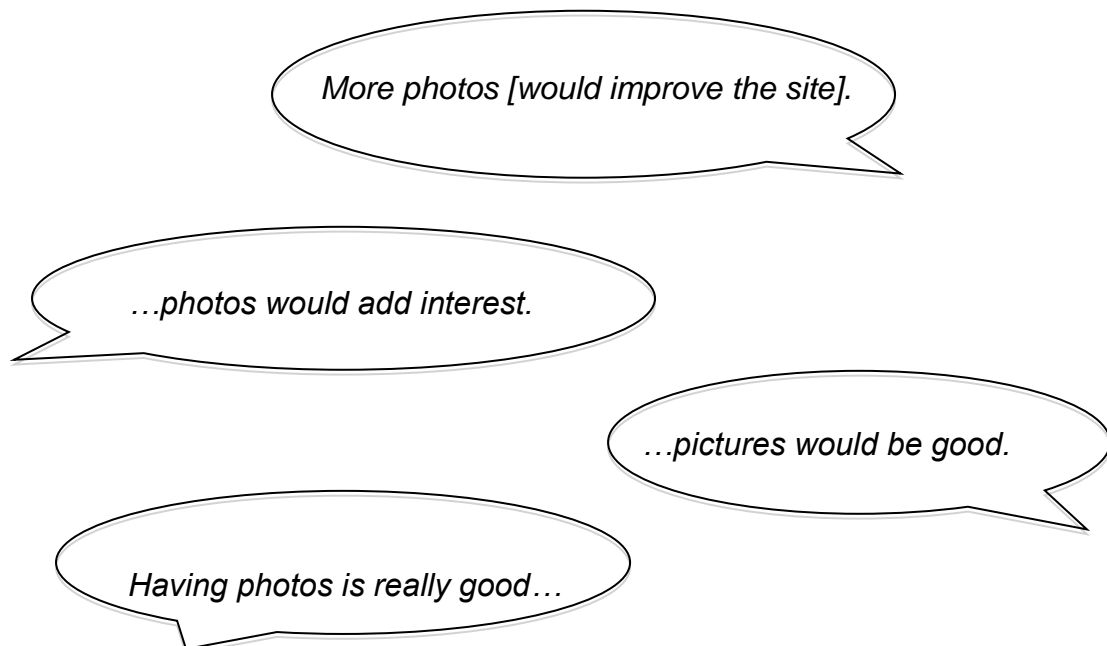 More photos [would improve the site].
…photos would add interest.
…pictures would be good.
Having photos is really good…